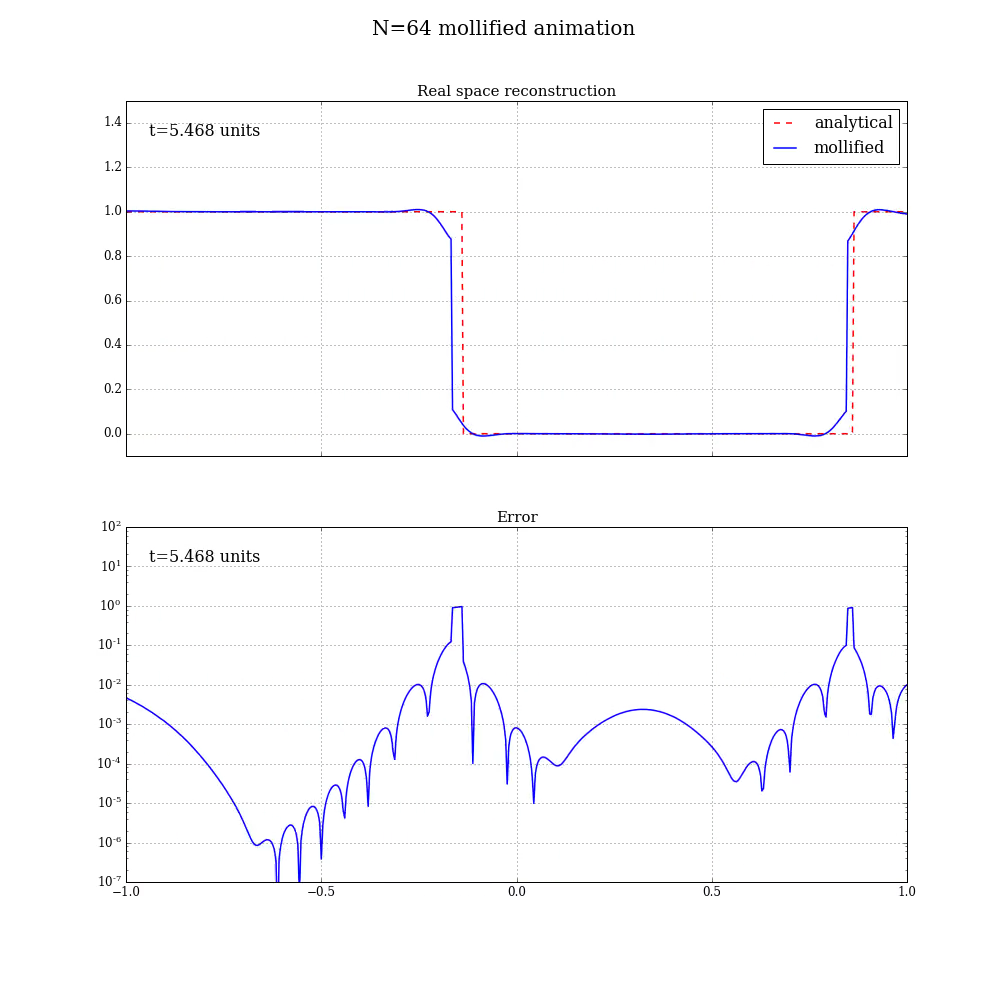 N=64 mollified animation
Real space reconstruction
t=5.468 units
analytical
mollified
1.4
1.2
1.0
0.8
0.6
0.4
0.2
0.0
Error
t=5.468 units
10²
10¹
10⁰
10⁻¹
10⁻²
10⁻³
10⁻⁴
10⁻⁵
10⁻⁶
10⁻⁷
−1.0 −0.5 0.0 0.5 1.0